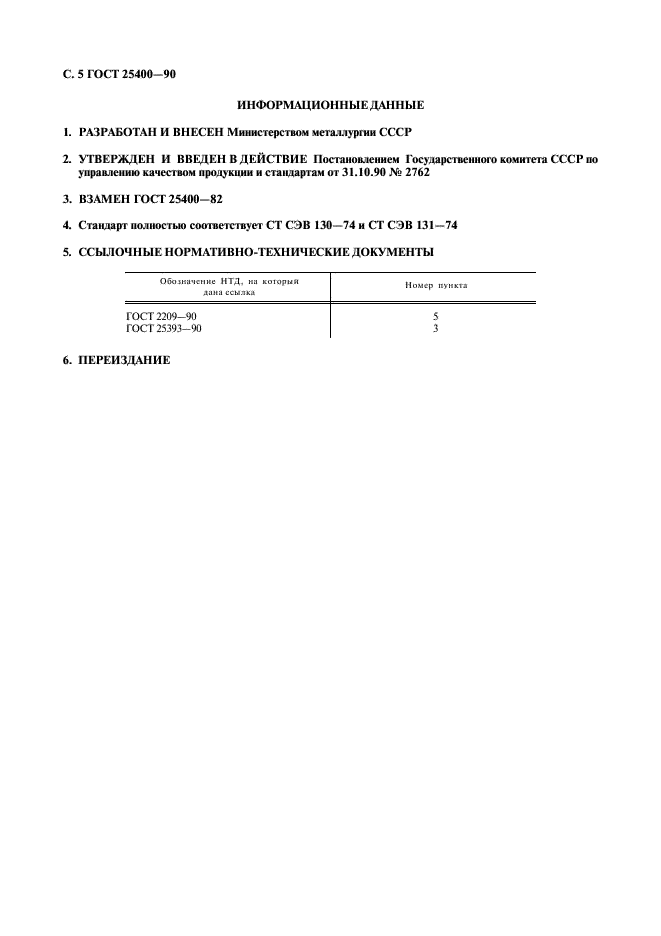 С. 5 ГОСТ 25400—90
ИНФОРМАЦИОННЫЕ ДАННЫЕ
1. РАЗРАБОТАН И ВНЕСЕН Министерством металлургии СССР
2. УТВЕРЖДЕН И ВВЕДЕН В ДЕЙСТВИЕ Постановлением Государственного комитета СССР по
управлению качеством продукции и стандартам от 31.10.90 № 2762
3. ВЗАМЕН ГОСТ 25400—82
4. Стандарт полностью соответствует СТ СЭВ 130—74 и СТ СЭВ 131—74
5. ССЫЛОЧНЫЕ НОРМАТИВНО-ТЕХНИЧЕСКИЕ ДОКУМЕНТЫ
Обозначение НТД, на который
дана ссылка
Номер пункта
ГОСТ 2209—90 5
ГОСТ 25393—90 3
6. ПЕРЕИЗДАНИЕ